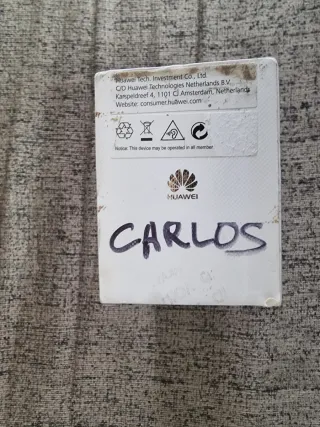 Huawei Tech. Investment Co., Ltd.
C/O Huawei Technologies Netherlands B.V.
Karspeldreef 4, 1101 CJ Amsterdam, Netherlands
Website: consumer.huawei.com
Notice: This device may be operated in all member
HUAWEI
CARLOS